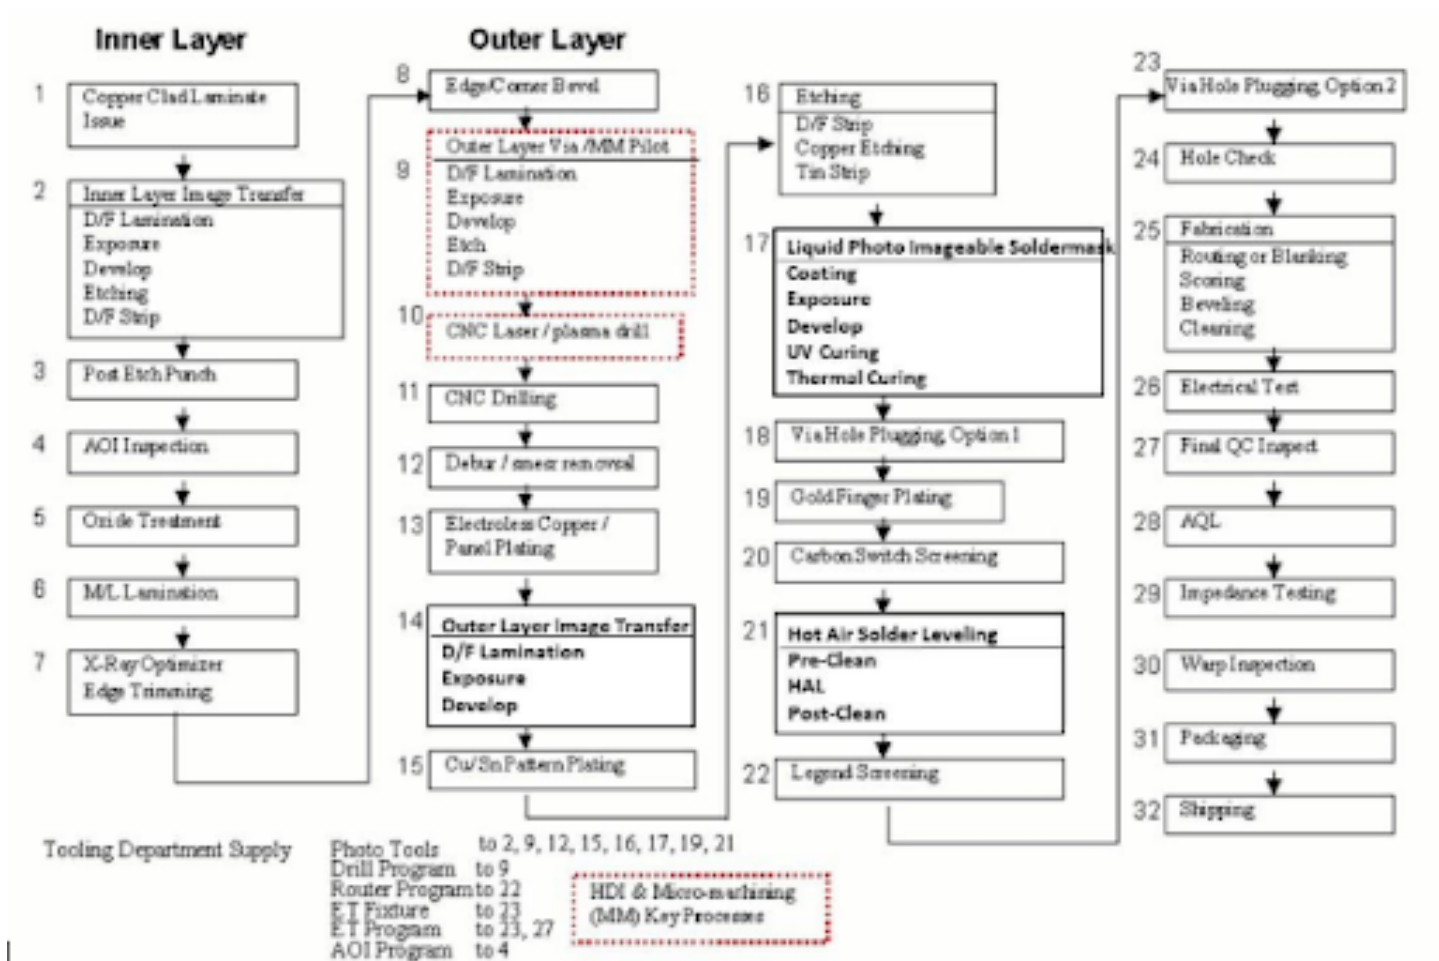 Inner Layer
1
Copper Clad Laminate
Issue
2
Inner Layer Image Transfer
D/F Lamination
Exposure
Develop
Etching
D/F Strip
3
Post Etch Punch
4
AOI Inspection
5
Oxide Treatment
6
M/L Lamination
7
X-Ray Optimizer
Edge Trimming
Outer Layer
8
Edge/Corner Bevel
9
Outer Layer Via /MM Pilot
D/F Lamination
Exposure
Develop
Etch
D/F Strip
10
CNC Laser / plasma drill
11
CNC Drilling
12
Debur / smear removsal
13
Electroless Copper /
Panel Plating
14
Outer Layer Image Transfer
D/F Lamination
Exposure
Develop
15
Cu/Sn Pattern Plating
16
Etching
D/F Strip
Copper Etching
Tin Strip
17
Liquid Photo Imageable Soldermask
Coating
Exposure
Develop
UV Curing
Thermal Curing
18
Via Hole Plugging, Option 1
19
Gold Finger Plating
20
Carbon Switch Screening
21
Hot Air Solder Leveling
Pre-Clean
HAL
Post-Clean
22
Legend Screening
23
Via Hole Plugging, Option 2
24
Hole Check
25
Fabrication
Routing or Blanking
Scoring
Beveling
Cleaning
26
Electrical Test
27
Final QC Inspect
28
AQL
29
Impedance Testing
30
Warp Inspection
31
Packaging
32
Shipping
Tooling Department Supply
Photo Tools to 2, 9, 12, 15, 16, 17, 19, 21
Drill Program to 9
Router Program to 22
ET Fixture to 23
ET Program to 23, 27
AOI Program to 4
HDI & Micro-machining
(MM) Key Processes